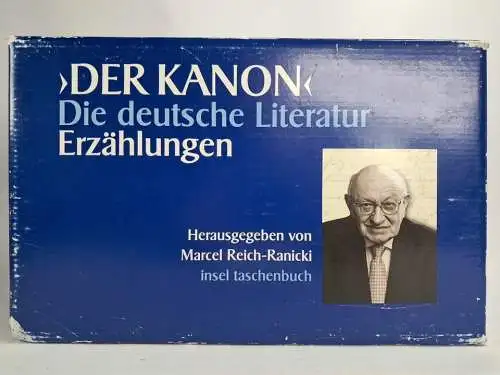 ›DER KANON‹
Die deutsche Literatur
Erzählungen
Herausgegeben von
Marcel Reich-Ranicki
insel taschenbuch